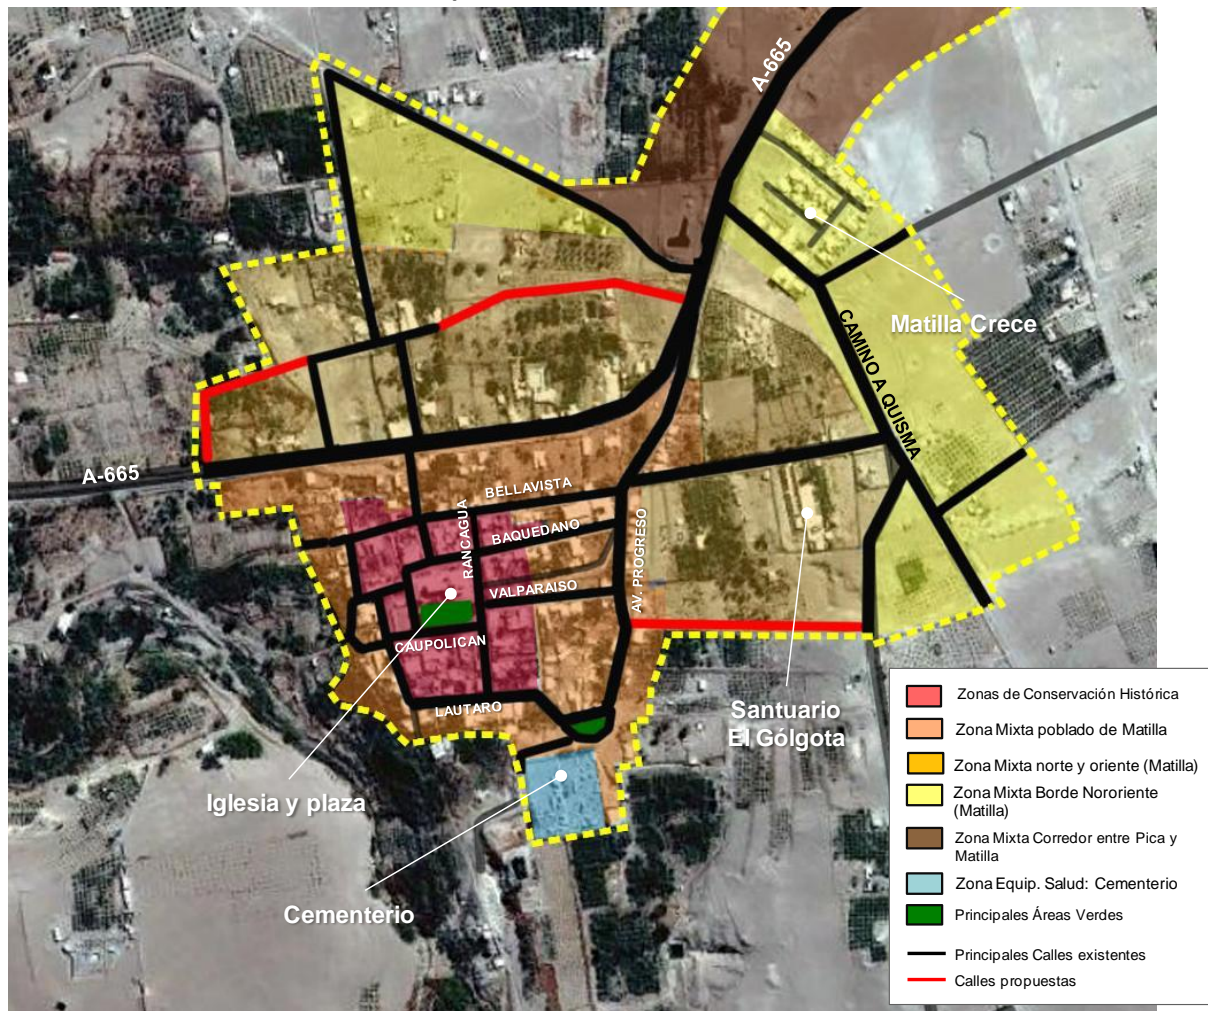 A-665
Matilla Crece
CAMINO A QUISMA
A-665
BELLAVISTA
RANCAGUA
BAQUEDANO
AV. PROGRESO
VALPARAISO
CAUPOLICAN
LAUTARO
Santuario
El Gólgota
Iglesia y plaza
Cementerio
Zonas de Conservación Histórica
Zona Mixta poblado de Matilla
Zona Mixta norte y oriente (Matilla)
Zona Mixta Borde Nororiente
(Matilla)
Zona Mixta Corredor entre Pica y
Matilla
Zona Equip. Salud: Cementerio
Principales Áreas Verdes
Principales Calles existentes
Calles propuestas